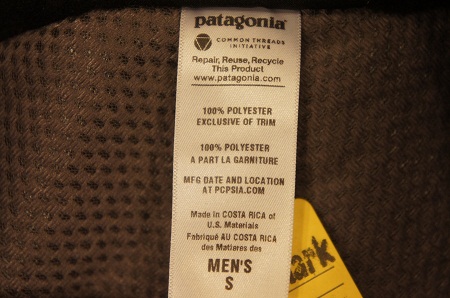 patagonia
COMMON THREADS
INITIATIVE
Repair, Reuse, Recycle
This Product
www.patagonia.com
100% POLYESTER
EXCLUSIVE OF TRIM
100% POLYESTER
A PART LA GARNITURE
MFG DATE AND LOCATION
AT PCPSIA.COM
Made in COSTA RICA of
U.S. Materials
Fabriqué AU COSTA RICA
des Matieres des
MEN'S
S
ark